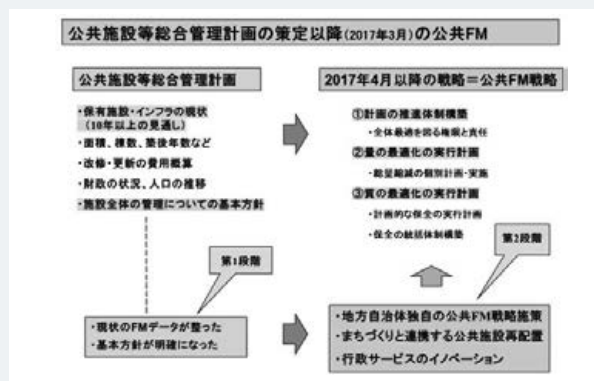 公共施設等総合管理計画の策定以降(2017年3月)の公共FM
公共施設等総合管理計画
・保有施設・インフラの現状
(10年以上の見通し)
・面積、棟数、築後年数など
・改修・更新の費用概算
・財政の状況、人口の推移
・施設全体の管理についての基本方針
第1段階
・現状のFMデータが整った
・基本方針が明確になった
2017年4月以降の戦略=公共FM戦略
①計画の推進体制構築
・全体最適を図る権限と責任
②量の最適化の実行計画
・総量縮減の個別計画・実施
③質の最適化の実行計画
・計画的な保全の実行計画
・保全の統括体制構築
第2段階
・地方自治体独自の公共FM戦略施策
・まちづくりと連携する公共施設再配置
・行政サービスのイノベーション